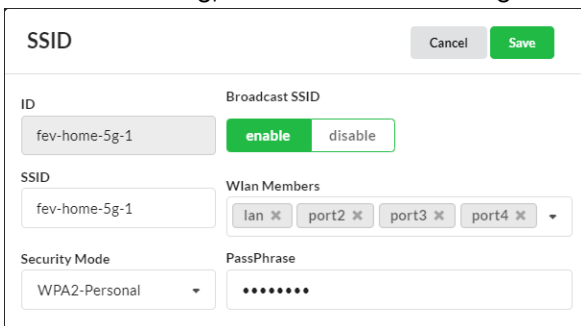 SSID
Cancel
Save
ID
Broadcast SSID
fev-home-5g-1
enable
disable
SSID
Wlan Members
fev-home-5g-1
lan × port2 × port3 × port4 ×
Security Mode
PassPhrase
WPA2-Personal
••••••••